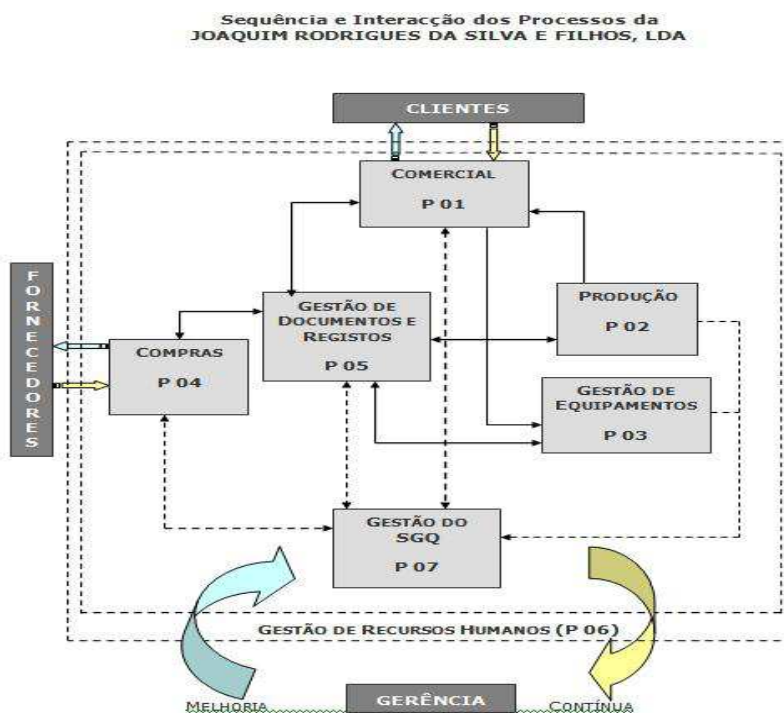 Sequência e Interacção dos Processos da
JOAQUIM RODRIGUES DA SILVA E FILHOS, LDA
CLIENTES
COMERCIAL
P 01
FORNECEDORES
GESTÃO DE
DOCUMENTOS E
REGISTOS
P 05
PRODUÇÃO
P 02
COMPRAS
P 04
GESTÃO DE
EQUIPAMENTOS
P 03
GESTÃO DO
SGQ
P 07
GESTÃO DE RECURSOS HUMANOS (P 06)
MELHORIA
GERÊNCIA
CONTÍNUA